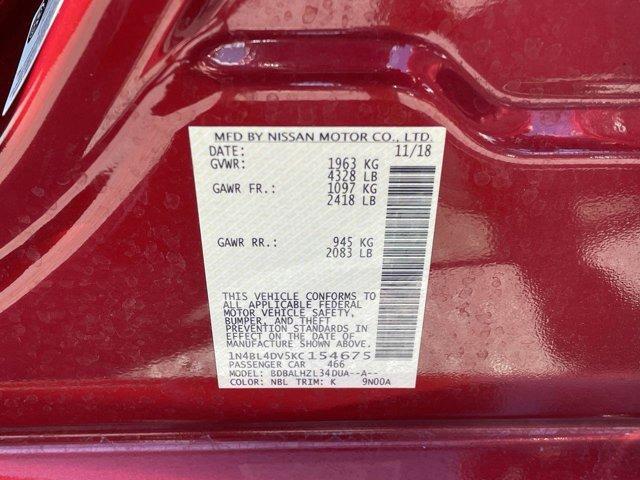 MFD BY NISSAN MOTOR CO., LTD.
DATE: 11/18
GVWR: 1963 KG
4328 LB
GAWR FR.: 1097 KG
2418 LB
GAWR RR.: 945 KG
2083 LB
THIS VEHICLE CONFORMS TO
ALL APPLICABLE FEDERAL
MOTOR VEHICLE SAFETY,
BUMPER, AND THEFT
PREVENTION STANDARDS IN
EFFECT ON THE DATE OF
MANUFACTURE SHOWN ABOVE.
1N4BL4DV5KC154675
PASSENGER CAR 466
MODEL: BDBALHZL34DUA--A--
COLOR: NBL TRIM: K 9N00A